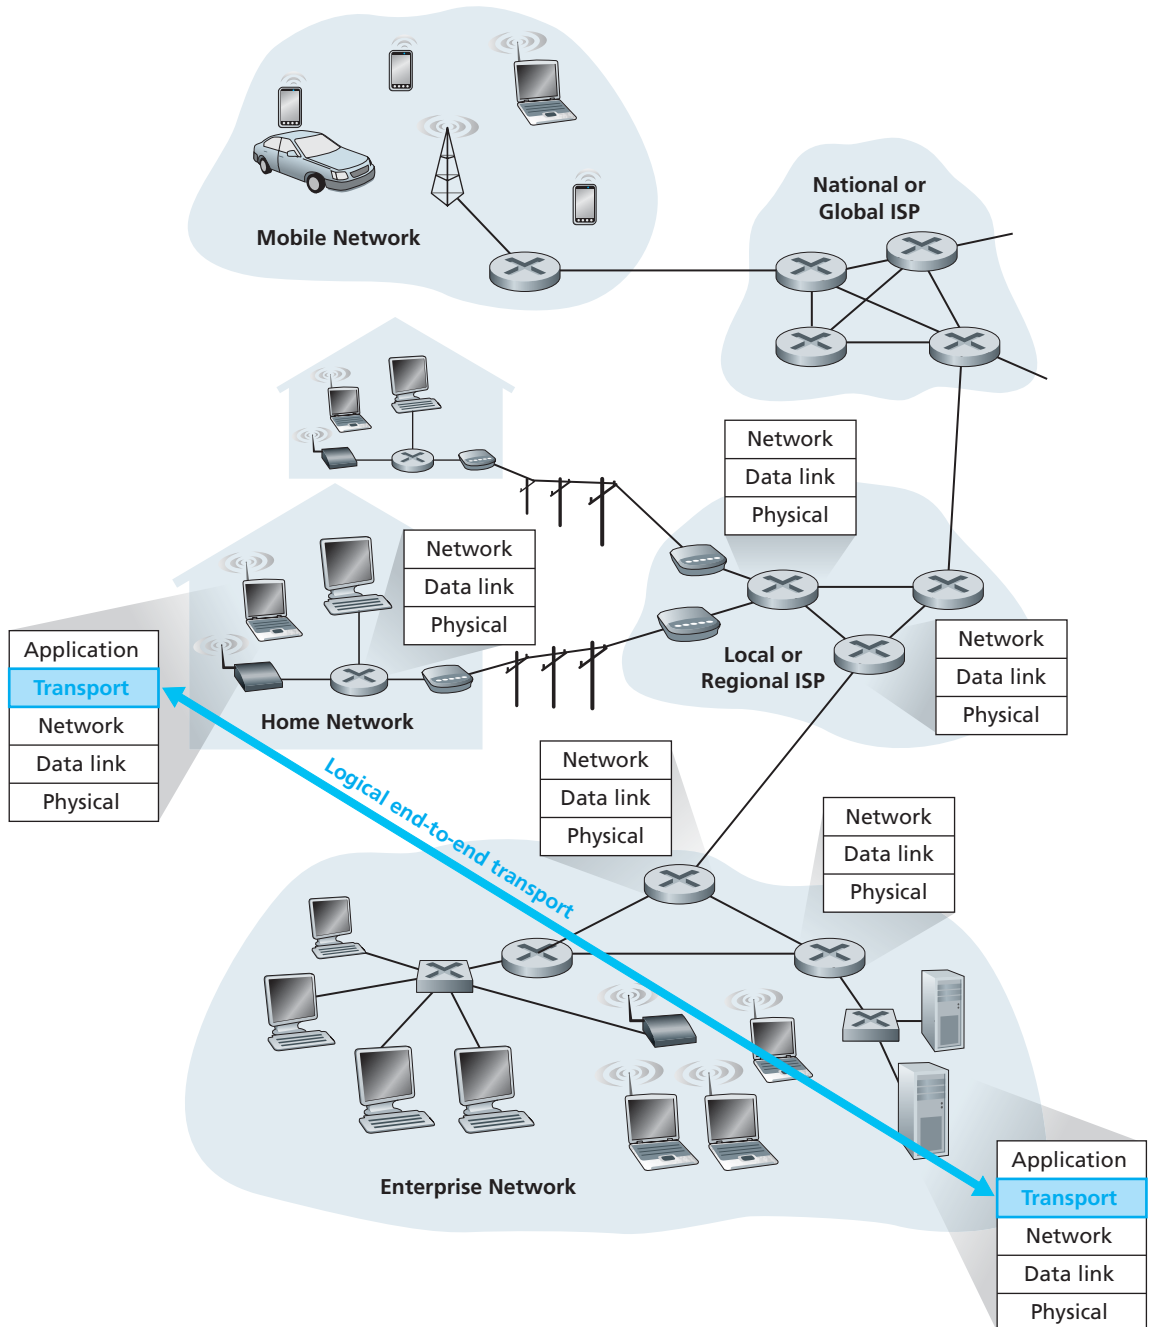 Mobile Network
National or
Global ISP
Network
Data link
Physical
Network
Data link
Physical
Application
Transport
Network
Data link
Physical
Home Network
Local or
Regional ISP
Network
Data link
Physical
Logical end-to-end transport
Network
Data link
Physical
Network
Data link
Physical
Enterprise Network
Application
Transport
Network
Data link
Physical